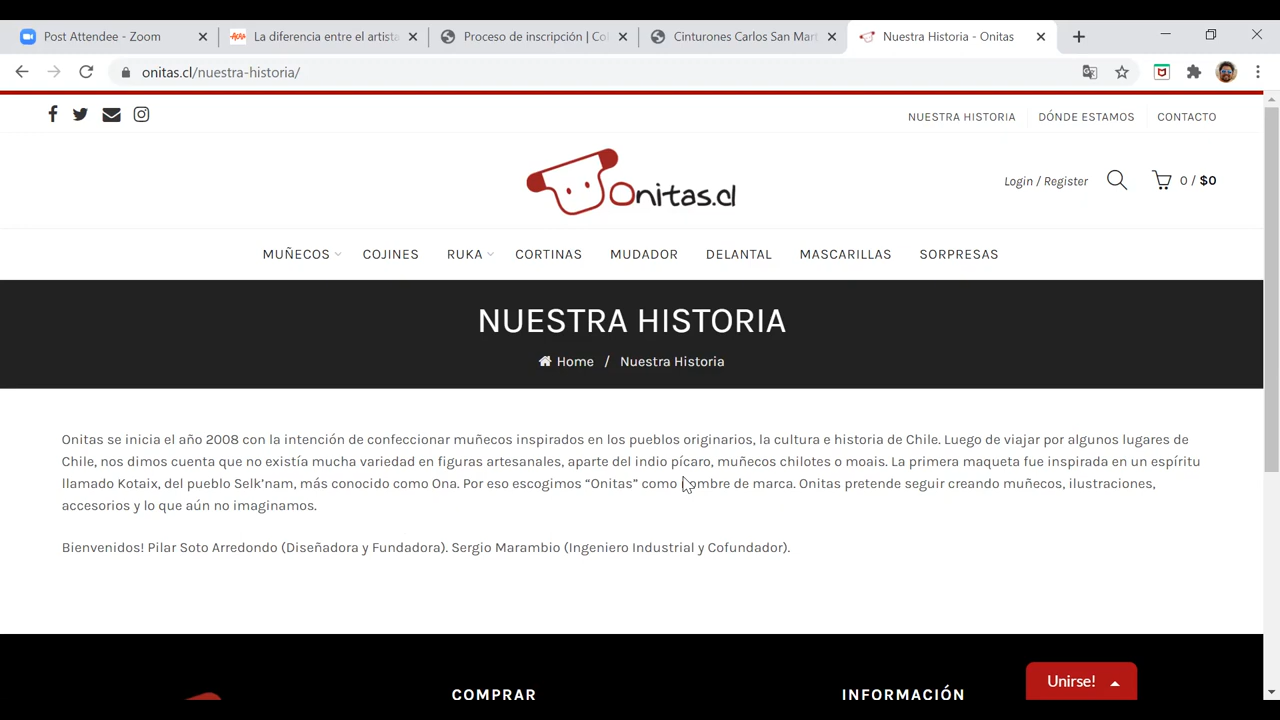 Post Attendee - Zoom
La diferencia entre el artista
Proceso de inscripción | Co
Cinturones Carlos San Mart
Nuestra Historia - Onitas
onitas.cl/nuestra-historia/
NUESTRA HISTORIA
DÓNDE ESTAMOS
CONTACTO
Onitas.cl
Login / Register
0 / $0
MUÑECOS
COJINES
RUKA
CORTINAS
MUDADOR
DELANTAL
MASCARILLAS
SORPRESAS
NUESTRA HISTORIA
Home / Nuestra Historia
Onitas se inicia el año 2008 con la intención de confeccionar muñecos inspirados en los pueblos originarios, la cultura e historia de Chile. Luego de viajar por algunos lugares de
Chile, nos dimos cuenta que no existía mucha variedad en figuras artesanales, aparte del indio pícaro, muñecos chilotes o moais. La primera maqueta fue inspirada en un espíritu
llamado Kotaix, del pueblo Selk’nam, más conocido como Ona. Por eso escogimos “Onitas” como nombre de marca. Onitas pretende seguir creando muñecos, ilustraciones,
accesorios y lo que aún no imaginamos.
Bienvenidos! Pilar Soto Arredondo (Diseñadora y Fundadora). Sergio Marambio (Ingeniero Industrial y Cofundador).
COMPRAR
INFORMACIÓN
Unirse!